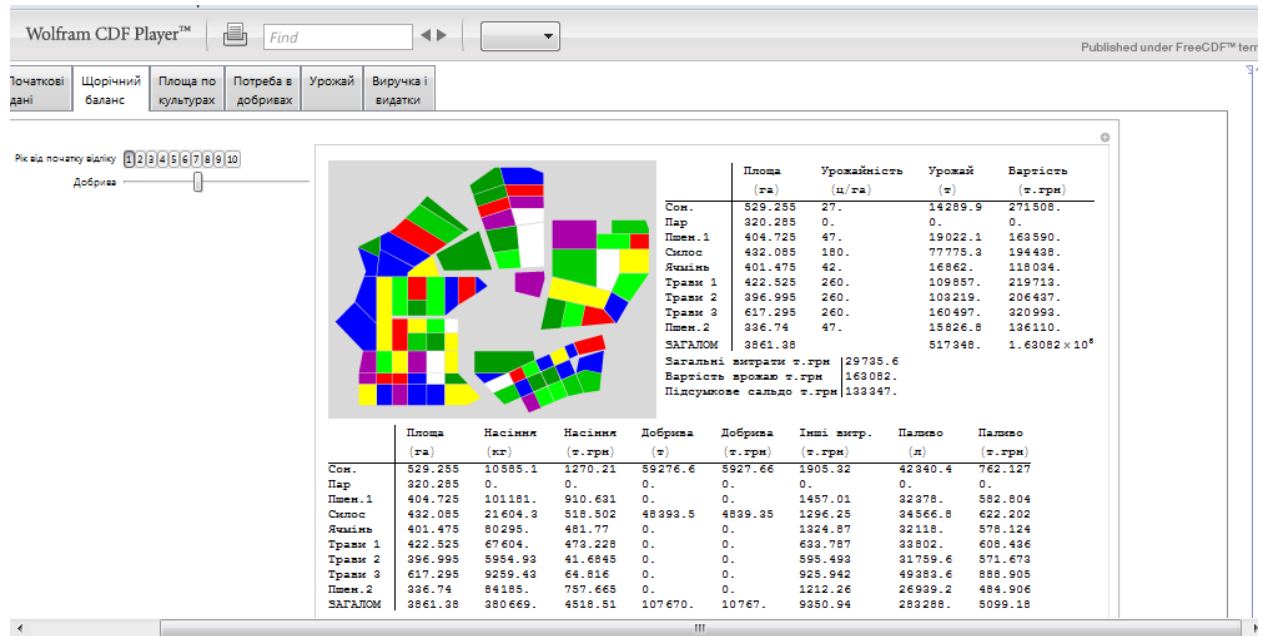 Wolfram CDF Player™ Find
Published under FreeCDF™ term
Початкові дані Щорічний баланс Площа по культурах Потреба в добривах Урожай Виручка і видатки
Рік від початку відліку 1 2 3 4 5 6 7 8 9 10
Добрива
Площа Урожайність Урожай Вартість
(га) (ц/га) (т) (т.грн)
Сон. 529.255 27. 14289.9 271508.
Пар 320.285 0. 0. 0.
Пшен.1 404.725 47. 19022.1 163590.
Силос 432.085 180. 77775.3 194438.
Ячмінь 401.475 42. 16862. 118034.
Трави 1 422.525 260. 109857. 219713.
Трави 2 396.995 260. 103219. 206437.
Трави 3 617.295 260. 160497. 320993.
Пшен.2 336.74 47. 15826.8 136110.
ЗАГАЛОМ 3861.38 517348. 1.63082×10⁶
Загальні витрати т.грн 29735.6
Вартість врожаю т.грн 163082.
Підсумкове сальдо т.грн 133347.
Площа Насіння Насіння Добрива Добрива Інші витр. Паливо Паливо
(га) (кг) (т.грн) (т) (т.грн) (т.грн) (л) (т.грн)
Сон. 529.255 10585.1 1270.21 59276.6 5927.66 1905.32 42340.4 762.127
Пар 320.285 0. 0. 0. 0. 0. 0. 0.
Пшен.1 404.725 101181. 910.631 0. 0. 1457.01 32378. 582.804
Силос 432.085 21604.3 518.502 48393.5 4839.35 1296.25 34566.8 622.202
Ячмінь 401.475 80295. 481.77 0. 0. 1324.87 32118. 578.124
Трави 1 422.525 67604. 473.228 0. 0. 633.787 33802. 608.436
Трави 2 396.995 5954.93 41.6845 0. 0. 595.493 31759.6 571.673
Трави 3 617.295 9259.43 64.816 0. 0. 925.942 49383.6 888.905
Пшен.2 336.74 84185. 757.665 0. 0. 1212.26 26939.2 484.906
ЗАГАЛОМ 3861.38 380669. 4518.51 107670. 10767. 9350.94 283288. 5099.18